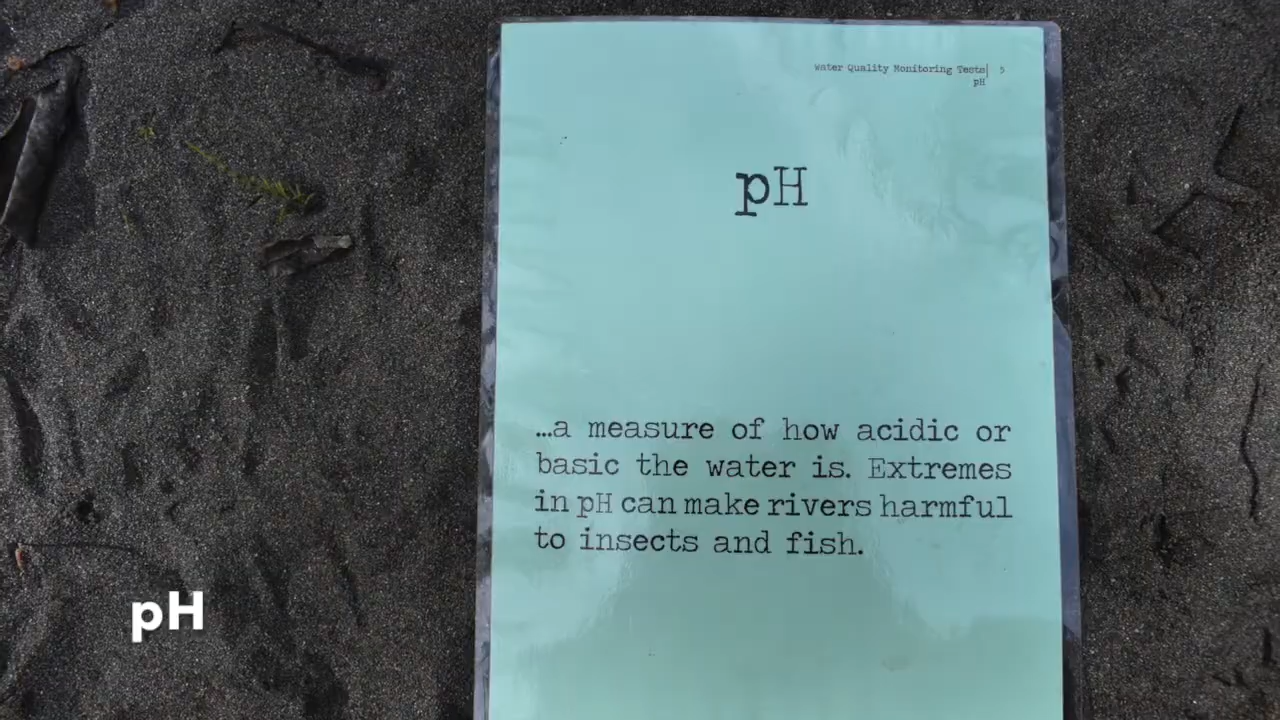 Water Quality Monitoring Tests| 5
pH
pH
…a measure of how acidic or
basic the water is. Extremes
in pH can make rivers harmful
to insects and fish.
pH